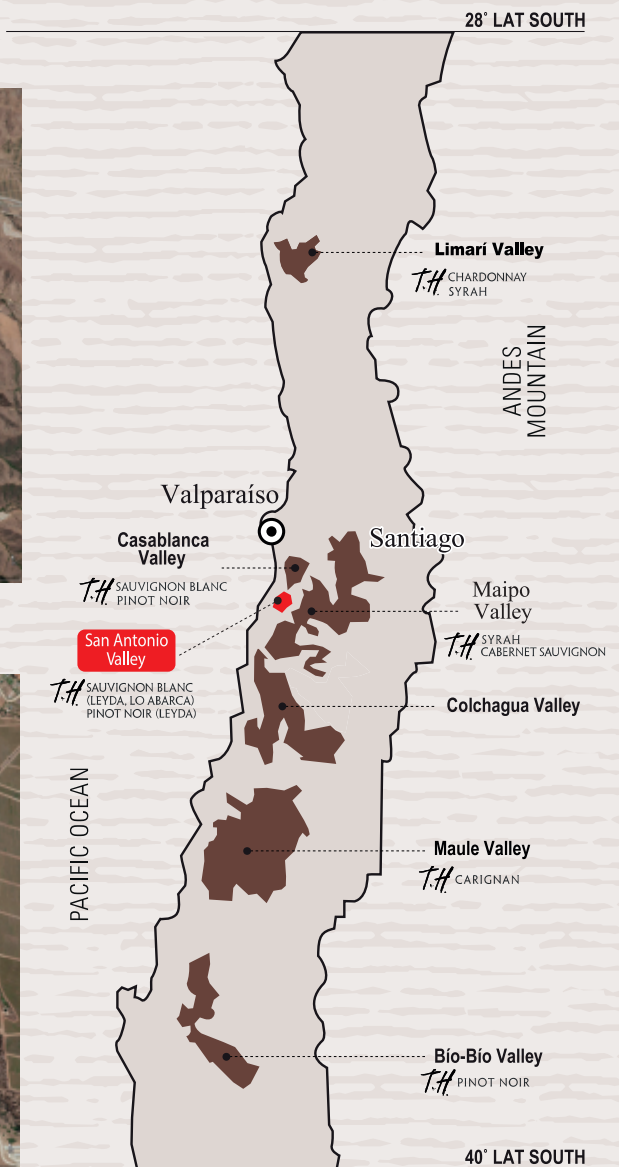 28° LAT SOUTH
Limarí Valley
T.H CHARDONNAY
SYRAH
ANDES
MOUNTAIN
Valparaíso
Santiago
Casablanca
Valley
T.H SAUVIGNON BLANC
PINOT NOIR
Maipo
Valley
T.H SYRAH
CABERNET SAUVIGNON
San Antonio
Valley
T.H SAUVIGNON BLANC
(LEYDA, LO ABARCA)
PINOT NOIR (LEYDA)
Colchagua Valley
PACIFIC OCEAN
Maule Valley
T.H CARIGNAN
Bío-Bío Valley
T.H PINOT NOIR
40° LAT SOUTH